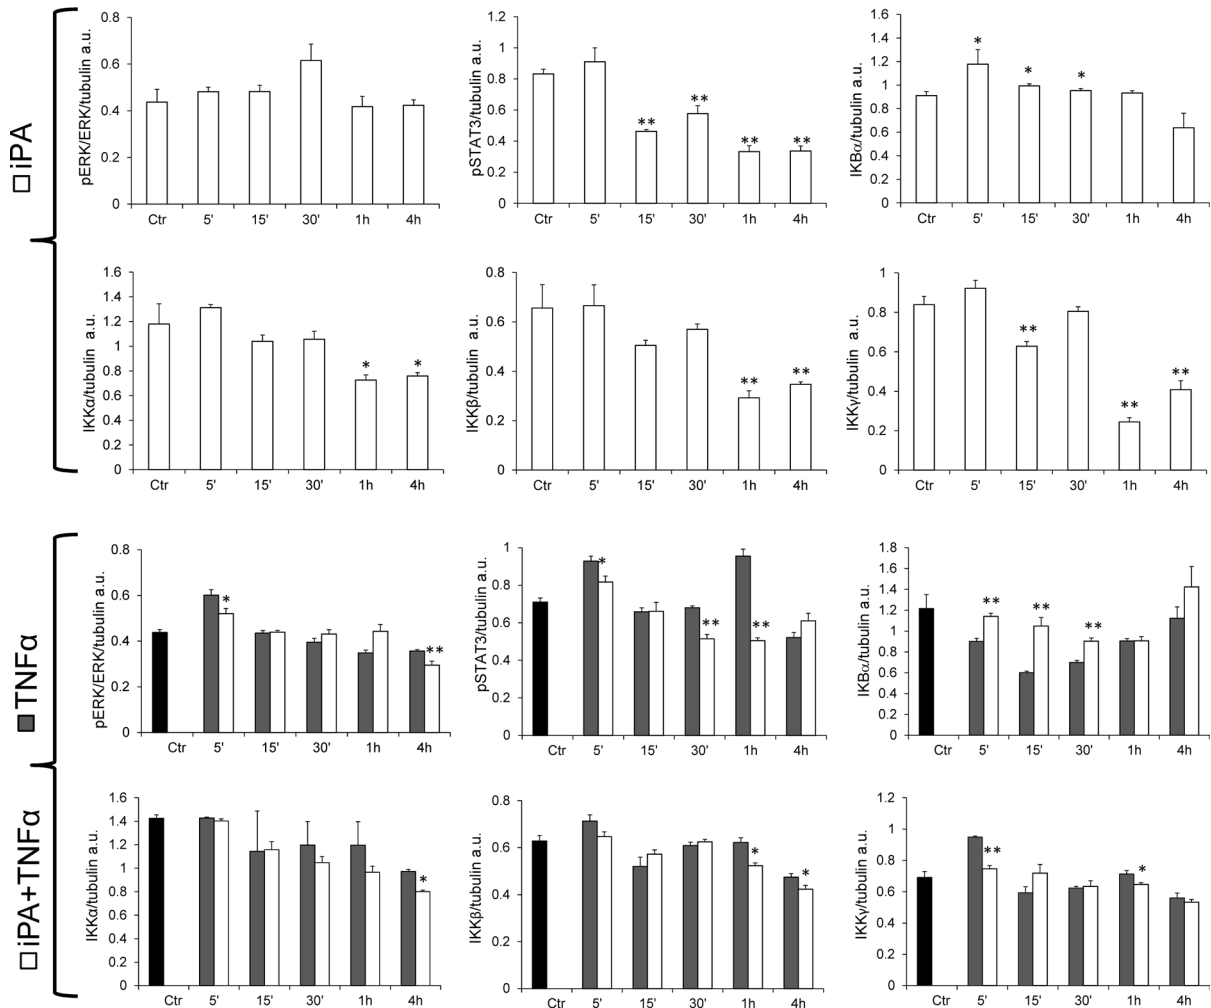 iPA
pERK/ERK/tubulin a.u.
0.8
0.6
0.4
0.2
0
Ctr 5' 15' 30' 1h 4h
pSTAT3/tubulin a.u.
1
0.8
0.6
0.4
0.2
0
** ** ** **
Ctr 5' 15' 30' 1h 4h
IKBα/tubulin a.u.
1.6
1.4
1.2
1
0.8
0.6
0.4
0.2
0
* * *
Ctr 5' 15' 30' 1h 4h
IKKα/tubulin a.u.
1.6
1.4
1.2
1
0.8
0.6
0.4
0.2
0
* *
Ctr 5' 15' 30' 1h 4h
IKKβ/tubulin a.u.
0.8
0.6
0.4
0.2
0
** **
Ctr 5' 15' 30' 1h 4h
IKKγ/tubulin a.u.
1
0.8
0.6
0.4
0.2
0
** ** **
Ctr 5' 15' 30' 1h 4h
TNFα
iPA+TNFα
pERK/ERK/tubulin a.u.
0.8
0.6
0.4
0.2
0
* **
Ctr 5' 15' 30' 1h 4h
pSTAT3/tubulin a.u.
1
0.8
0.6
0.4
0.2
0
* ** **
Ctr 5' 15' 30' 1h 4h
IKBα/tubulin a.u.
1.8
1.6
1.4
1.2
1
0.8
0.6
0.4
0.2
0
** ** **
Ctr 5' 15' 30' 1h 4h
IKKα/tubulin a.u.
1.6
1.4
1.2
1
0.8
0.6
0.4
0.2
0
*
Ctr 5' 15' 30' 1h 4h
IKKβ/tubulin a.u.
0.8
0.6
0.4
0.2
0
* *
Ctr 5' 15' 30' 1h 4h
IKKγ/tubulin a.u.
1.2
1
0.8
0.6
0.4
0.2
0
** *
Ctr 5' 15' 30' 1h 4h